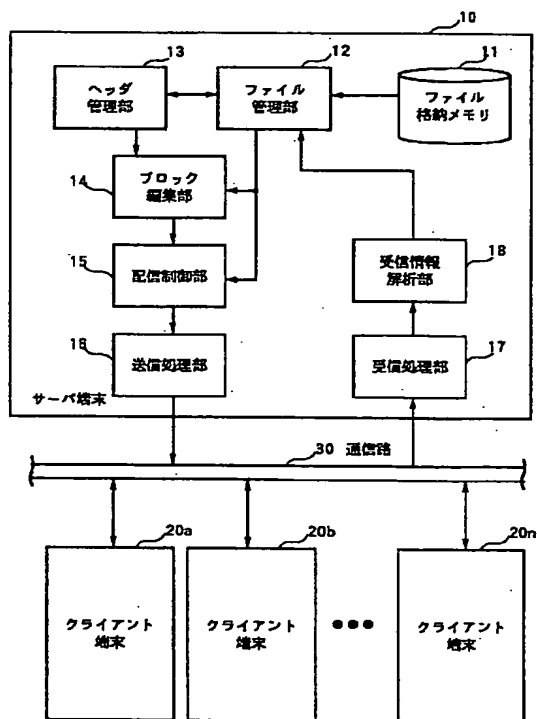 10
13
12
11
ヘッダ
管理部
ファイル
管理部
ファイル
格納メモリ
14
ブロック
編集部
15
配信制御部
18
受信情報
解析部
16
送信処理部
17
受信処理部
サーバ端末
30 通信路
20a
20b
20n
クライアント
端末
クライアント
端末
•••
クライアント
端末